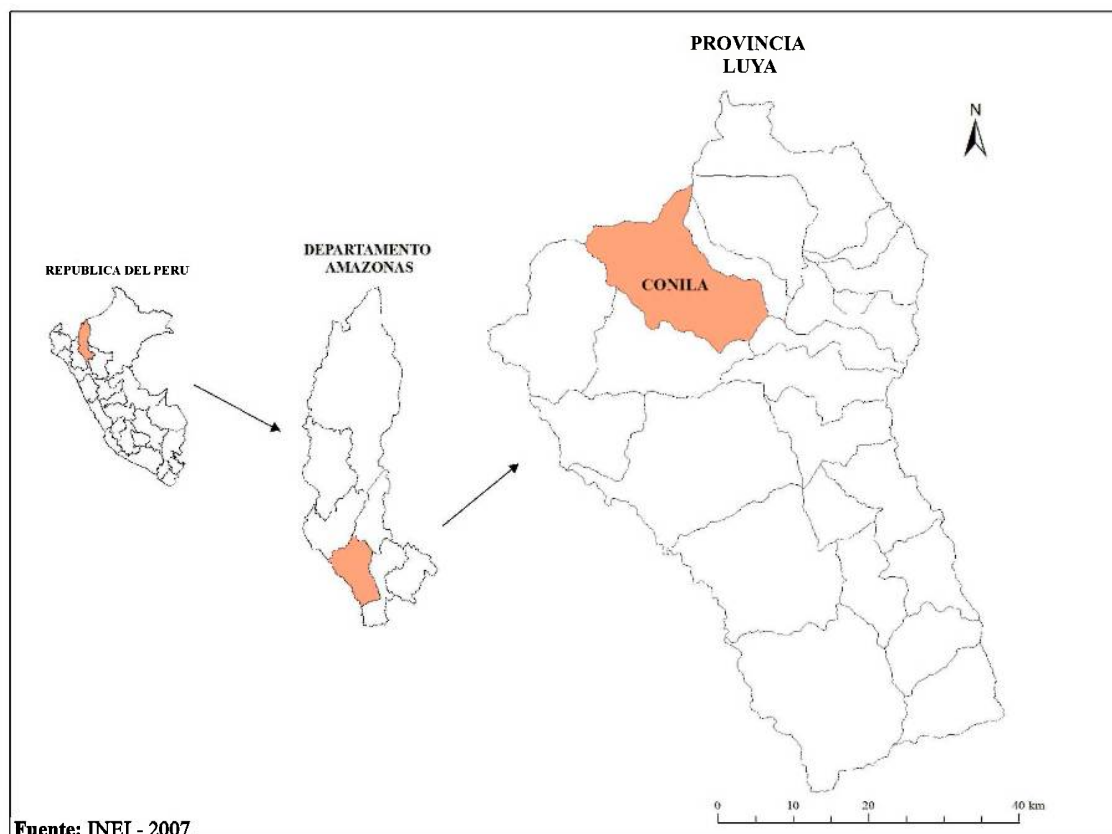 PROVINCIA
LUYA
N
DEPARTAMENTO
AMAZONAS
REPUBLICA DEL PERU
CONILA
0 10 20 40 km
Fuente: INEI - 2007